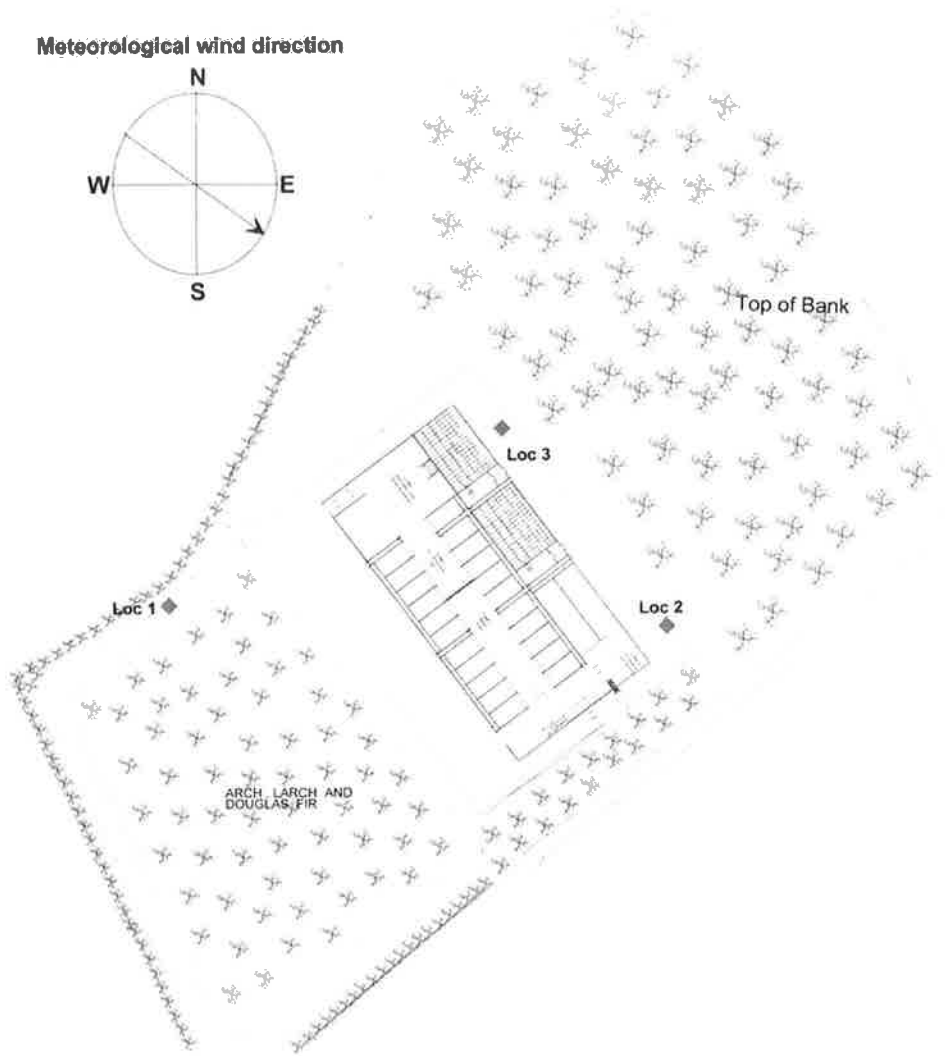 Meteorological wind direction
N
W
E
S
Top of Bank
Loc 3
Loc 1
Loc 2
ARCH LARCH AND
DOUGLAS FIR